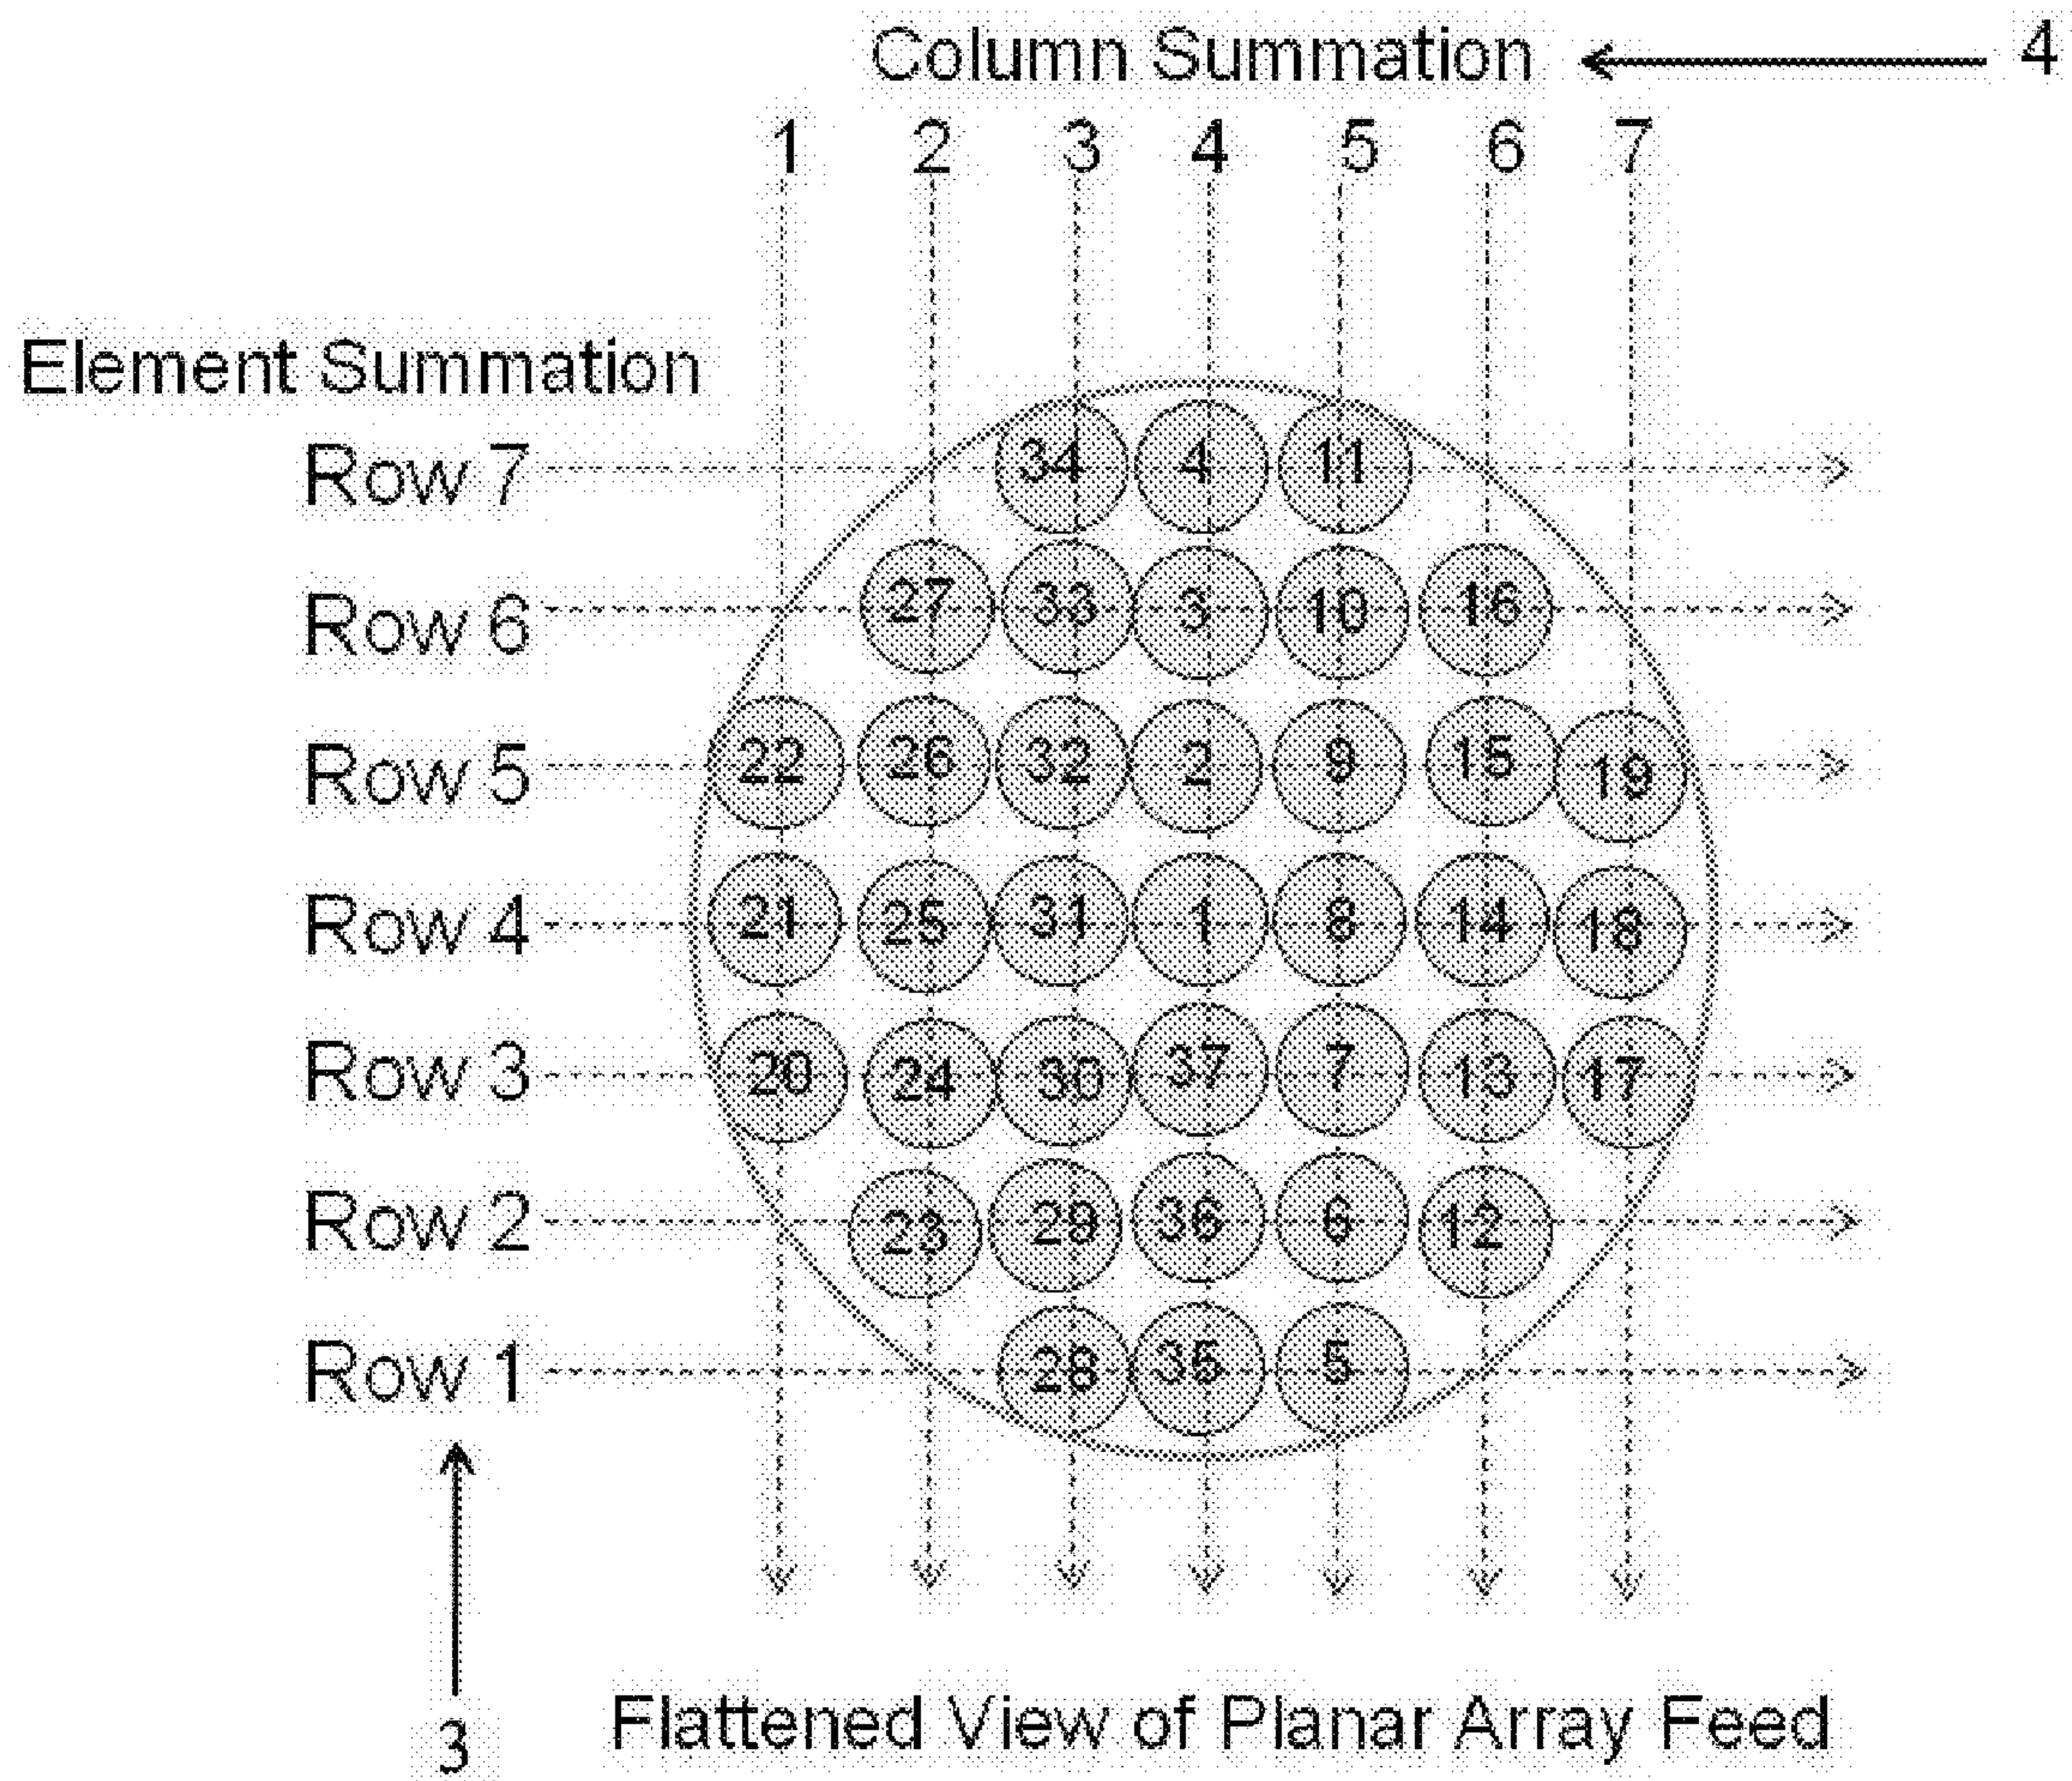 Column Summation 4
1 2 3 4 5 6 7
Element Summation
Row 7 34 4 11
Row 6 27 33 3 10 16
Row 5 22 26 32 2 9 15 19
Row 4 21 25 31 1 8 14 18
Row 3 20 24 30 37 7 13 17
Row 2 23 29 36 6 12
Row 1 28 35 5
3
Flattened View of Planar Array Feed